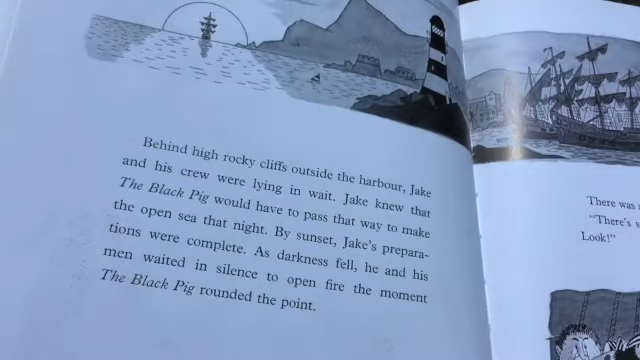 Behind high rocky cliffs outside the harbour, Jake
and his crew were lying in wait. Jake knew that
The Black Pig would have to pass that way to make
the open sea that night. By sunset, Jake's prepara-
tions were complete. As darkness fell, he and his
men waited in silence to open fire the moment
The Black Pig rounded the point.
There was
"There's
Look!"